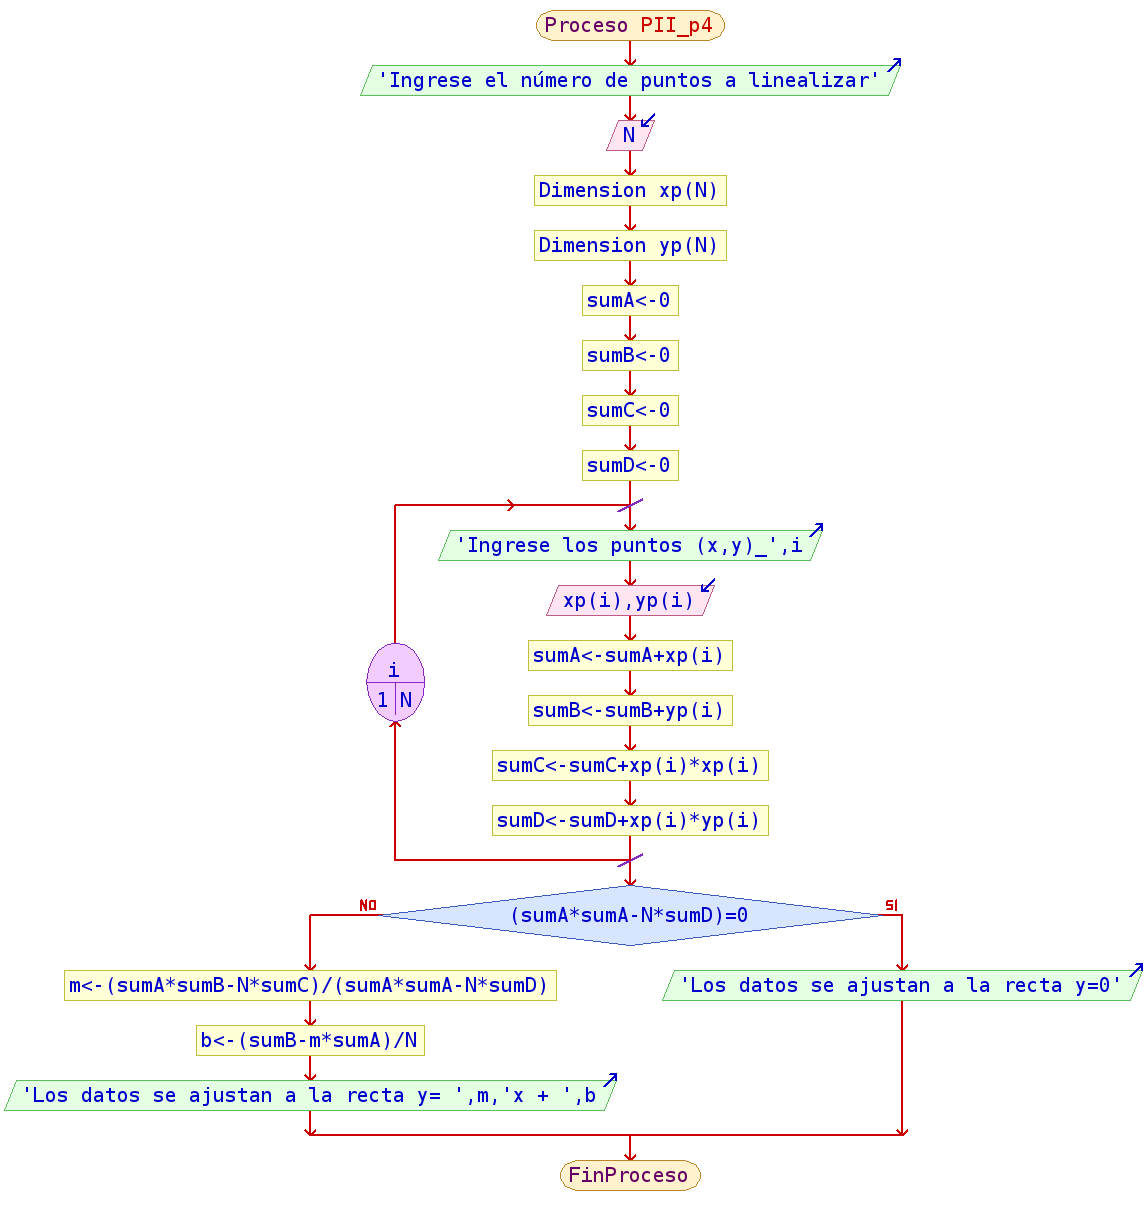 Proceso PII_p4
'Ingrese el número de puntos a linealizar'
N
Dimension xp(N)
Dimension yp(N)
sumA<-0
sumB<-0
sumC<-0
sumD<-0
'Ingrese los puntos (x,y)_',i
xp(i),yp(i)
sumA<-sumA+xp(i)
i
1 N
sumB<-sumB+yp(i)
sumC<-sumC+xp(i)*xp(i)
sumD<-sumD+xp(i)*yp(i)
NO
(sumA*sumA-N*sumD)=0
SI
m<-(sumA*sumB-N*sumC)/(sumA*sumA-N*sumD)
'Los datos se ajustan a la recta y=0'
b<-(sumB-m*sumA)/N
'Los datos se ajustan a la recta y= ',m,'x + ',b
FinProceso